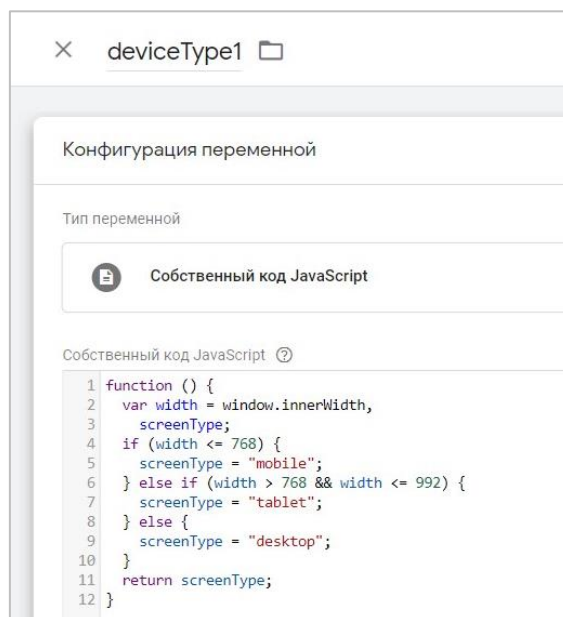 deviceType1
Конфигурация переменной
Тип переменной
Собственный код JavaScript
Собственный код JavaScript
1 function () {
2   var width = window.innerWidth,
3     screenType;
4   if (width <= 768) {
5     screenType = "mobile";
6   } else if (width > 768 && width <= 992) {
7     screenType = "tablet";
8   } else {
9     screenType = "desktop";
10   }
11   return screenType;
12 }